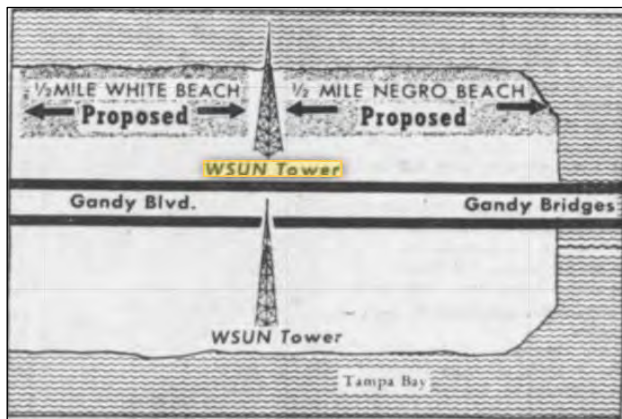 ½ MILE WHITE BEACH
Proposed
½ MILE NEGRO BEACH
Proposed
WSUN Tower
Gandy Blvd.
Gandy Bridges
WSUN Tower
Tampa Bay